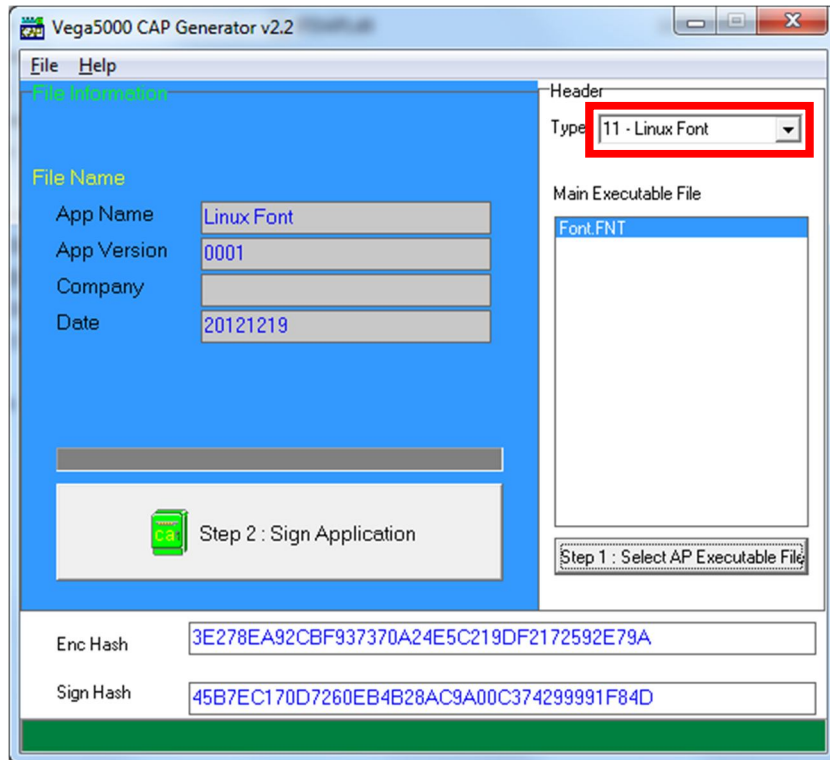 Vega5000 CAP Generator v2.2
File Help
File Information
File Name
App Name Linux Font
App Version 0001
Company
Date 20121219
Step 2 : Sign Application
Header
Type 11 - Linux Font
Main Executable File
Font.FNT
Step 1 : Select AP Executable File
Enc Hash 3E278EA92CBF937370A24E5C219DF2172592E79A
Sign Hash 45B7EC170D7260EB4B28AC9A00C374299991F84D